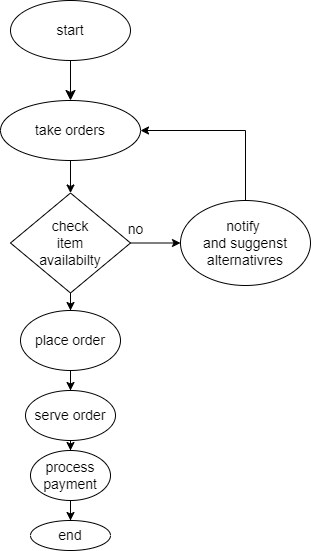 start
take orders
check
item
availabilty
no
notify
and suggenst
alternativres
place order
serve order
process
payment
end